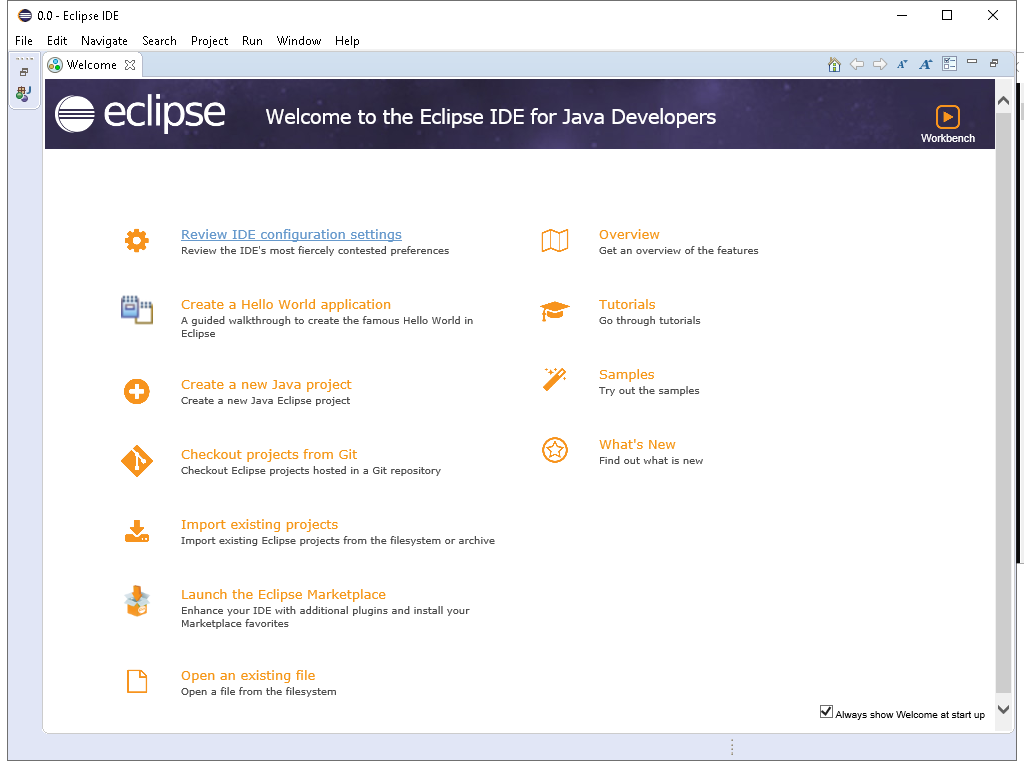 0.0 - Eclipse IDE
File Edit Navigate Search Project Run Window Help
Welcome
eclipse
Welcome to the Eclipse IDE for Java Developers
Workbench
Review IDE configuration settings
Review the IDE's most fiercely contested preferences
Create a Hello World application
A guided walkthrough to create the famous Hello World in
Eclipse
Create a new Java project
Create a new Java Eclipse project
Checkout projects from Git
Checkout Eclipse projects hosted in a Git repository
Import existing projects
Import existing Eclipse projects from the filesystem or archive
Launch the Eclipse Marketplace
Enhance your IDE with additional plugins and install your
Marketplace favorites
Open an existing file
Open a file from the filesystem
Overview
Get an overview of the features
Tutorials
Go through tutorials
Samples
Try out the samples
What's New
Find out what is new
Always show Welcome at start up